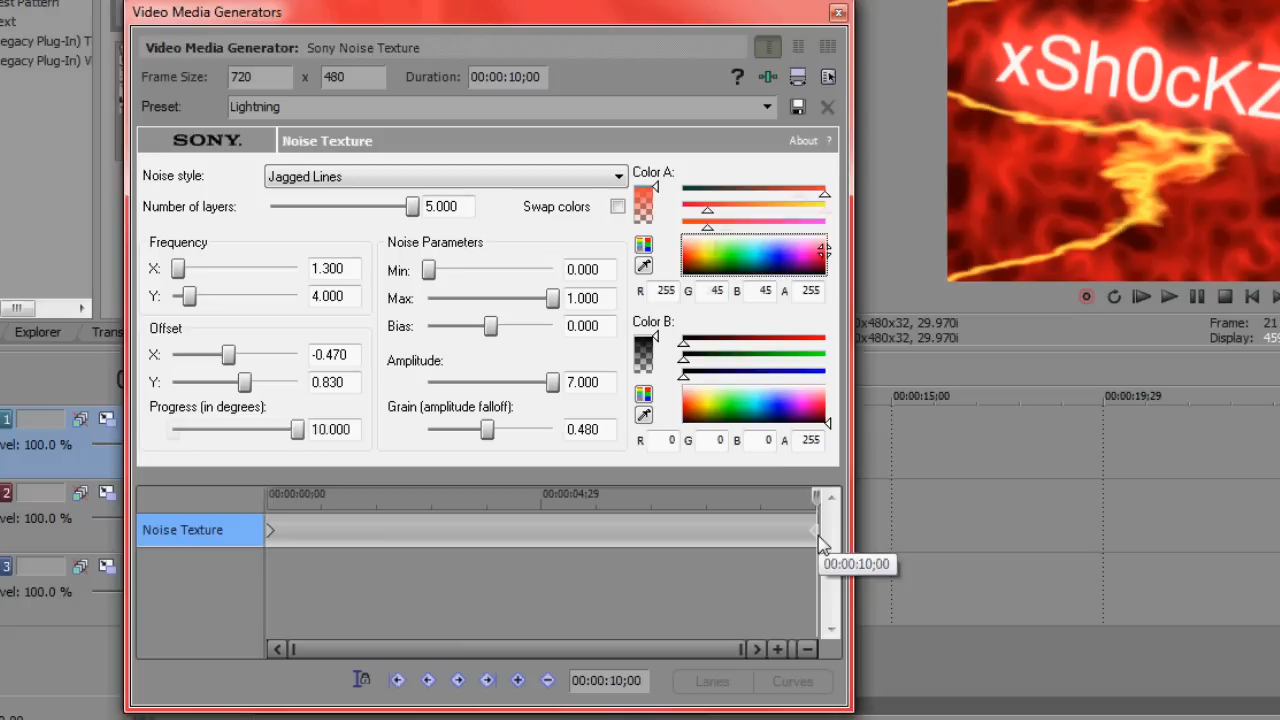 Video Media Generators
est Pattern
ext
egacy Plug-In) T
egacy Plug-In) V
Video Media Generator: Sony Noise Texture
Frame Size: 720 x 480 Duration: 00:00:10;00
Preset: Lightning
SONY. Noise Texture About ?
Noise style: Jagged Lines
Number of layers: 5.000 Swap colors
Color A:
Frequency
X: 1.300
Y: 4.000
Offset
X: -0.470
Y: 0.830
Progress (in degrees):
10.000
Noise Parameters
Min: 0.000
Max: 1.000
Bias: 0.000
Amplitude:
7.000
Grain (amplitude falloff):
0.480
R 255 G 45 B 45 A 255
Color B:
R 0 G 0 B 0 A 255
00:00:00;00 00:00:04;29
Noise Texture
00:00:10;00
00:00:10;00 Lanes Curves
xSh0cKZ
0x480x32, 29.970i Frame: 21
0x480x32, 29.970i Display: 459
Explorer Trans
00:00:15;00 00:00:19;29
1
vel: 100.0 %
2
vel: 100.0 %
3
vel: 100.0 %